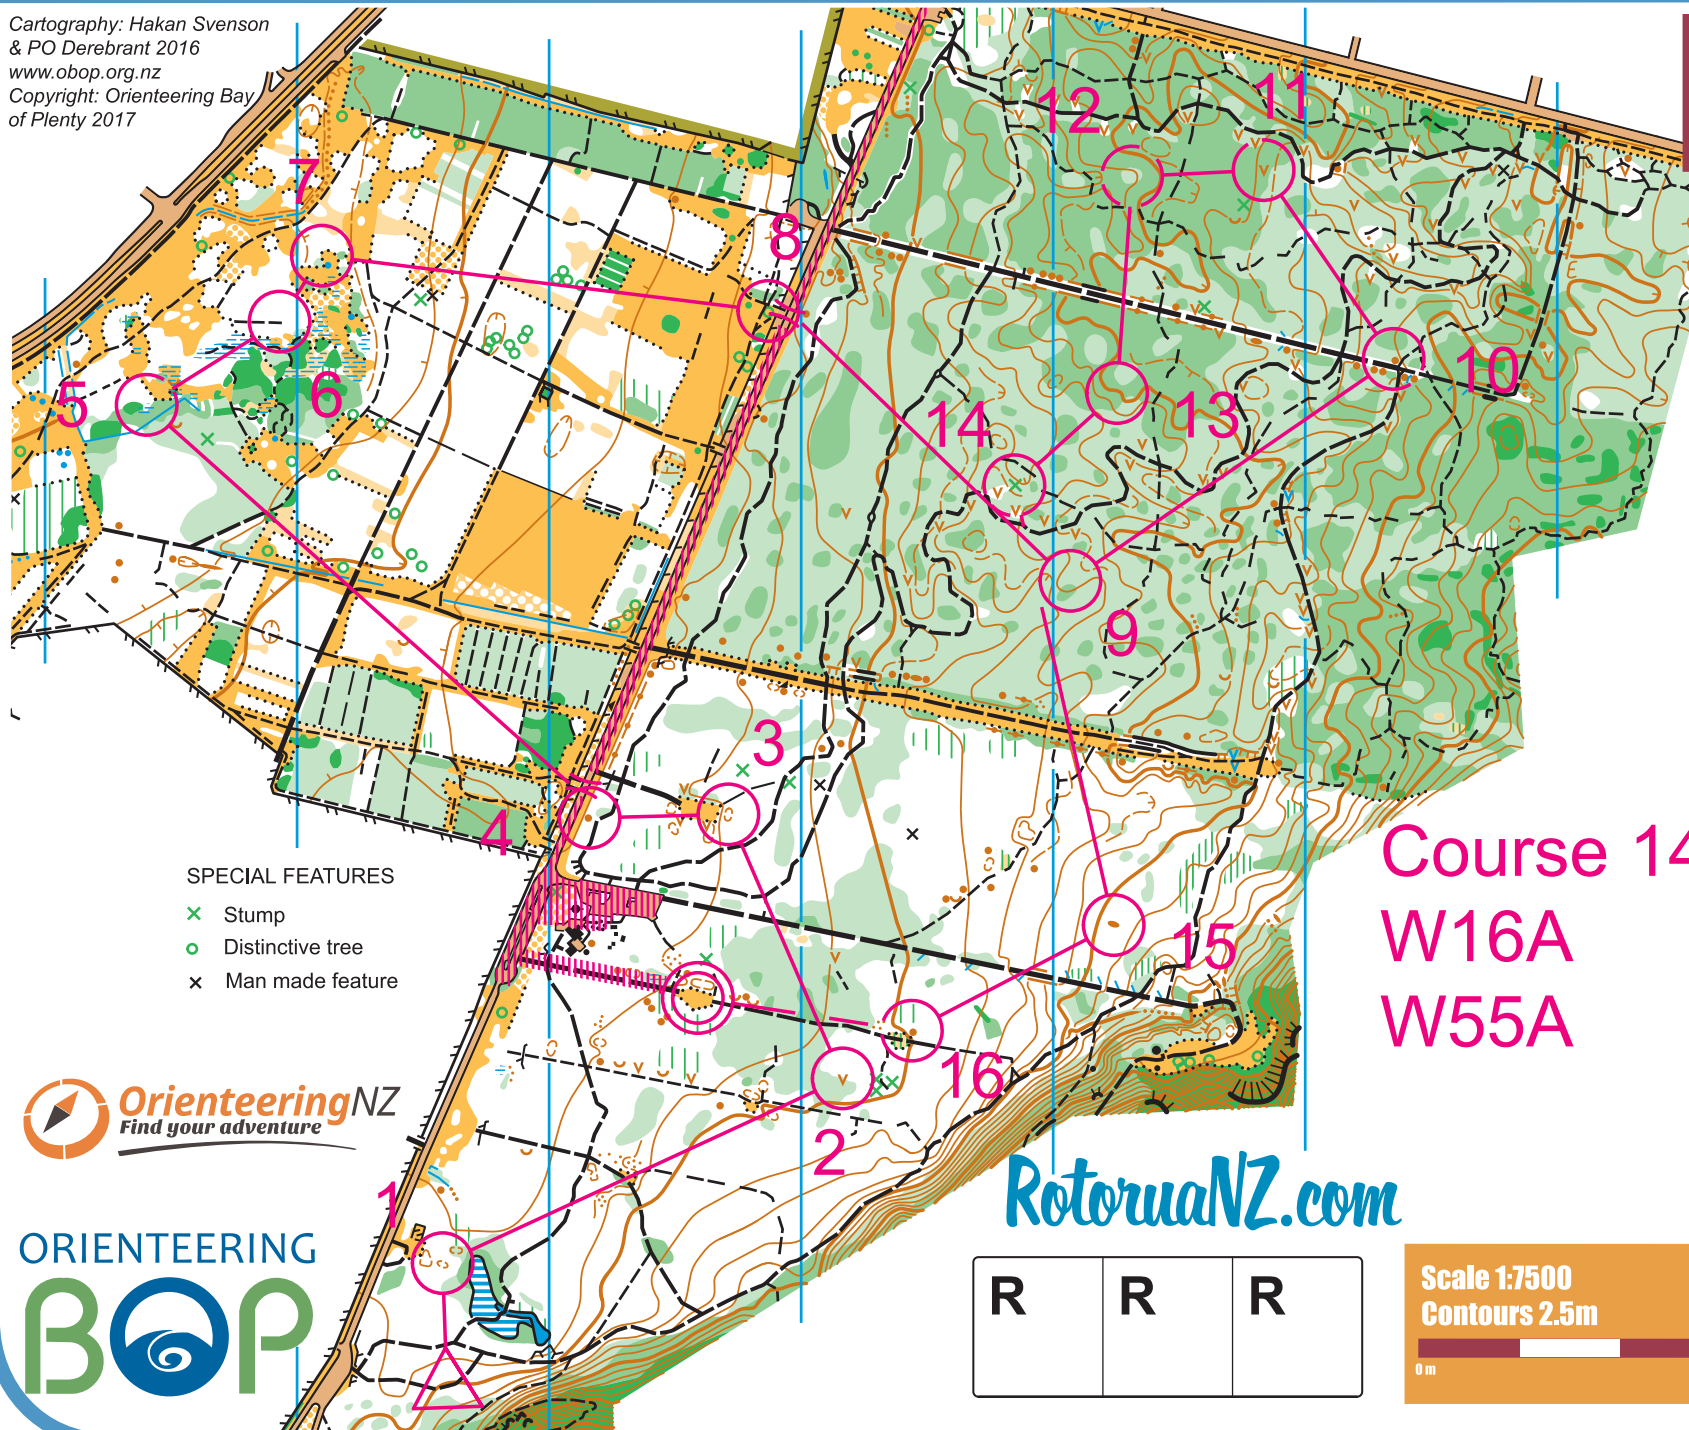 Cartography: Hakan Svenson
& PO Derebrant 2016
www.obop.org.nz
Copyright: Orienteering Bay
of Plenty 2017
12
11
7
8
10
5
6
14
13
9
3
4
SPECIAL FEATURES
Stump
Distinctive tree
Man made feature
Course 14
W16A
W55A
15
16
2
1
OrienteeringNZ
Find your adventure
RotoruaNZ.com
ORIENTEERING
BOP
R R R
Scale 1:7500
Contours 2.5m
0 m